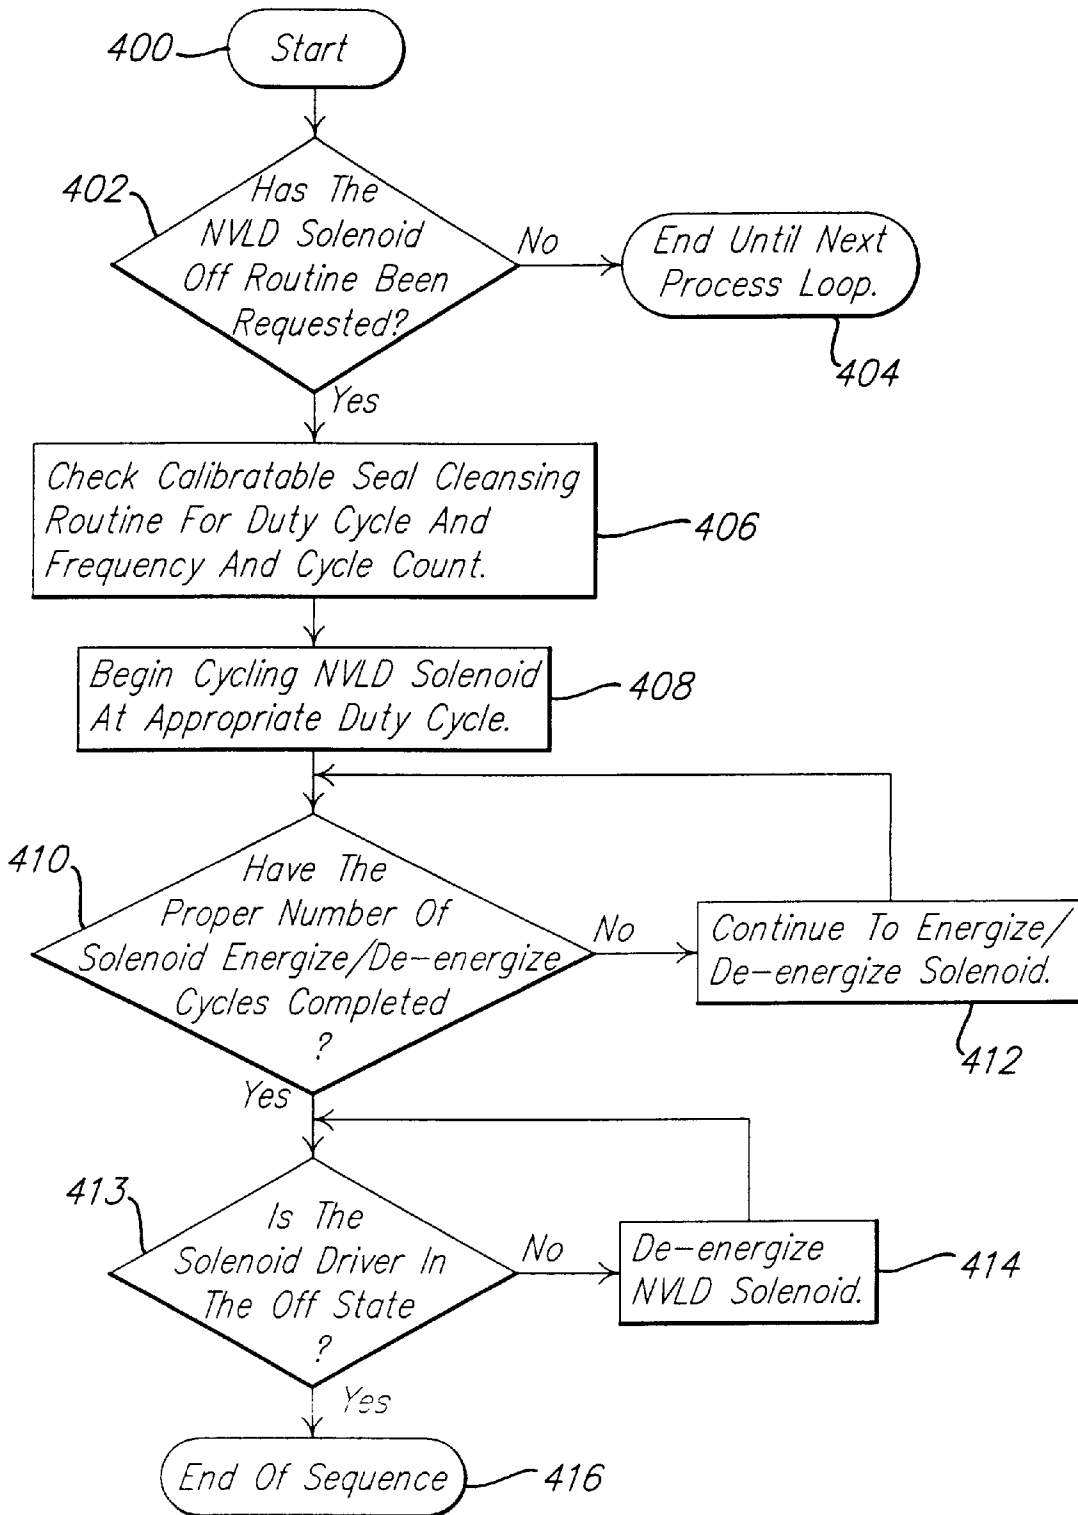 400
Start
402
Has The
NVLD Solenoid
Off Routine Been
Requested?
No
End Until Next
Process Loop.
404
Yes
Check Calibratable Seal Cleansing
Routine For Duty Cycle And
Frequency And Cycle Count.
406
Begin Cycling NVLD Solenoid
At Appropriate Duty Cycle.
408
410
Have The
Proper Number Of
Solenoid Energize/De-energize
Cycles Completed
?
No
Continue To Energize/
De-energize Solenoid.
412
Yes
413
Is The
Solenoid Driver In
The Off State
?
No
De-energize
NVLD Solenoid.
414
Yes
End Of Sequence
416